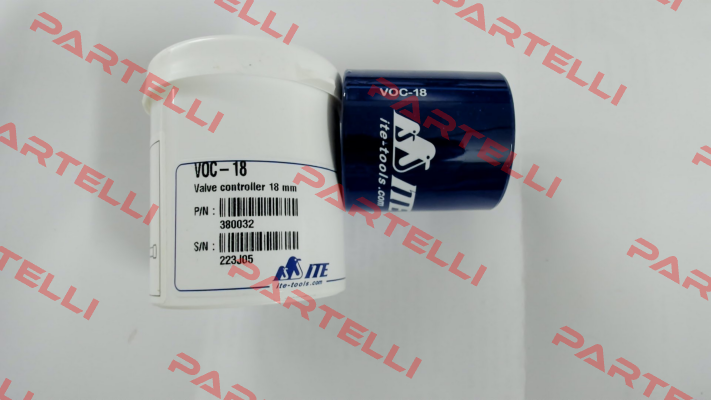 VOC - 18
Valve controller 18 mm
P/N :
380032
S/N :
223J05
ITE
ite-tools.com
VOC-18
ITE
ite-tools.com
PARTELLI
PARTELLI
PARTELLI
PARTELLI
PARTELLI
PARTELLI
PARTELLI
PARTELLI